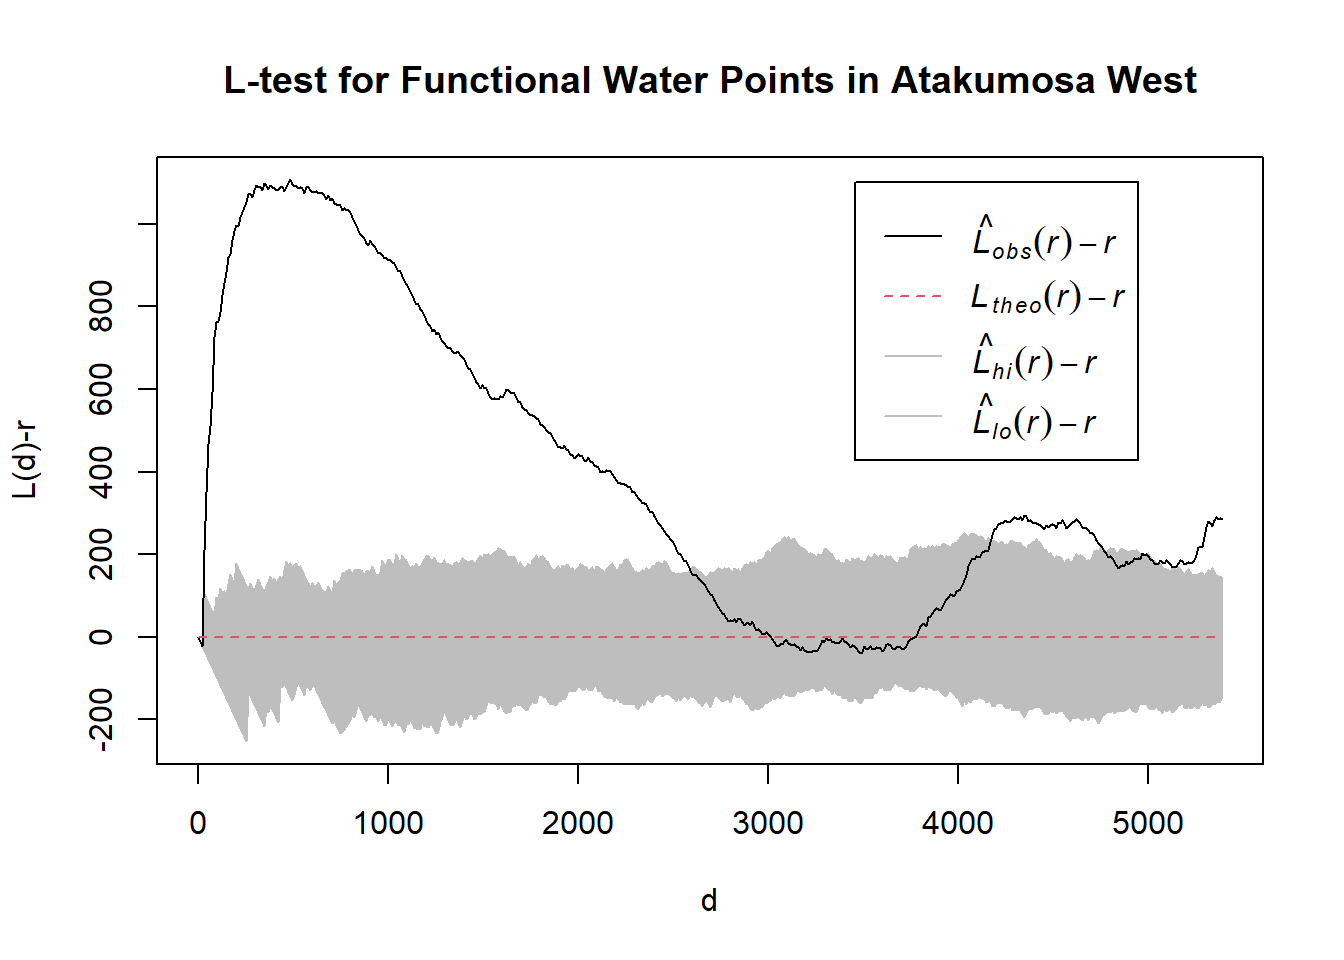 L-test for Functional Water Points in Atakumosa West
L̂obs(r) − r
Ltheo(r) − r
L̂hi(r) − r
L̂lo(r) − r
L(d)-r
800
600
400
200
0
-200
0 1000 2000 3000 4000 5000
d